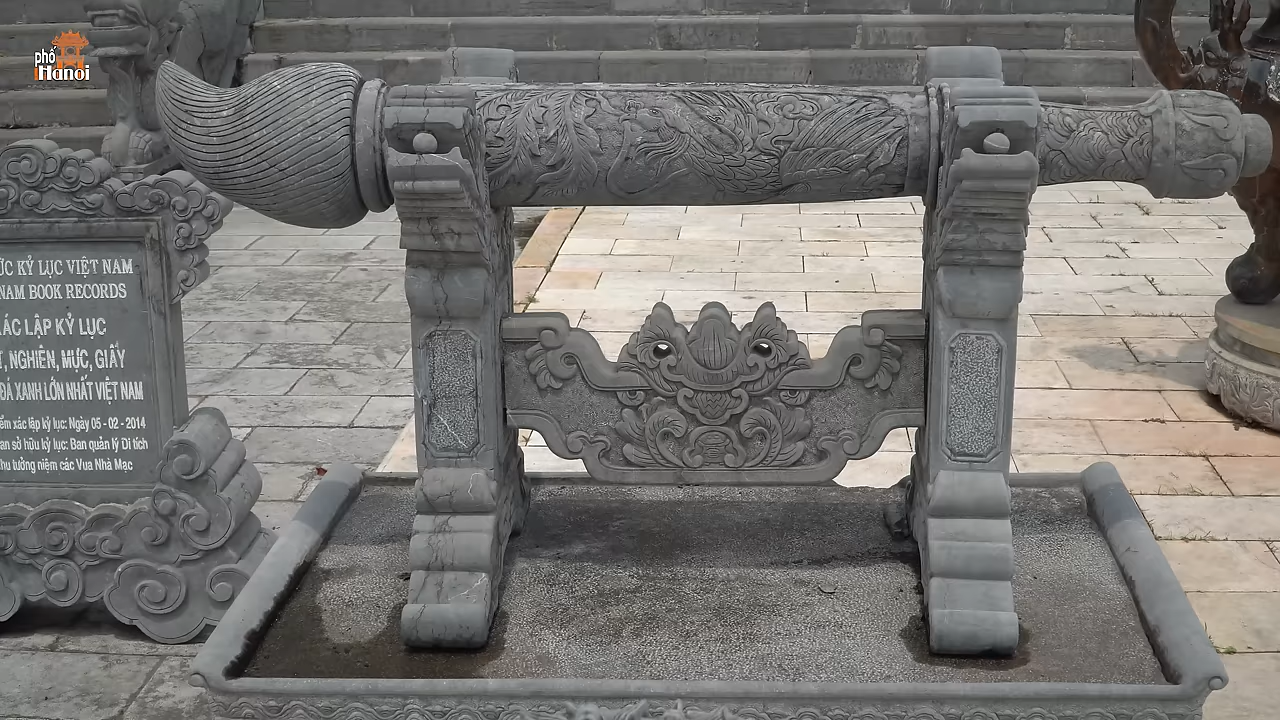 phố
Hanoi
ỨC KỶ LỤC VIỆT NAM
NAM BOOK RECORDS
ÁC LẬP KỶ LỤC
, NGHIÊN, MỰC, GIẤY
ĐÁ XANH LỚN NHẤT VIỆT NAM
ểm xác lập kỷ lục: Ngày 05 - 02 - 2014
an sở hữu kỷ lục: Ban quản lý Di tích
hu tưởng niệm các Vua Nhà Mạc